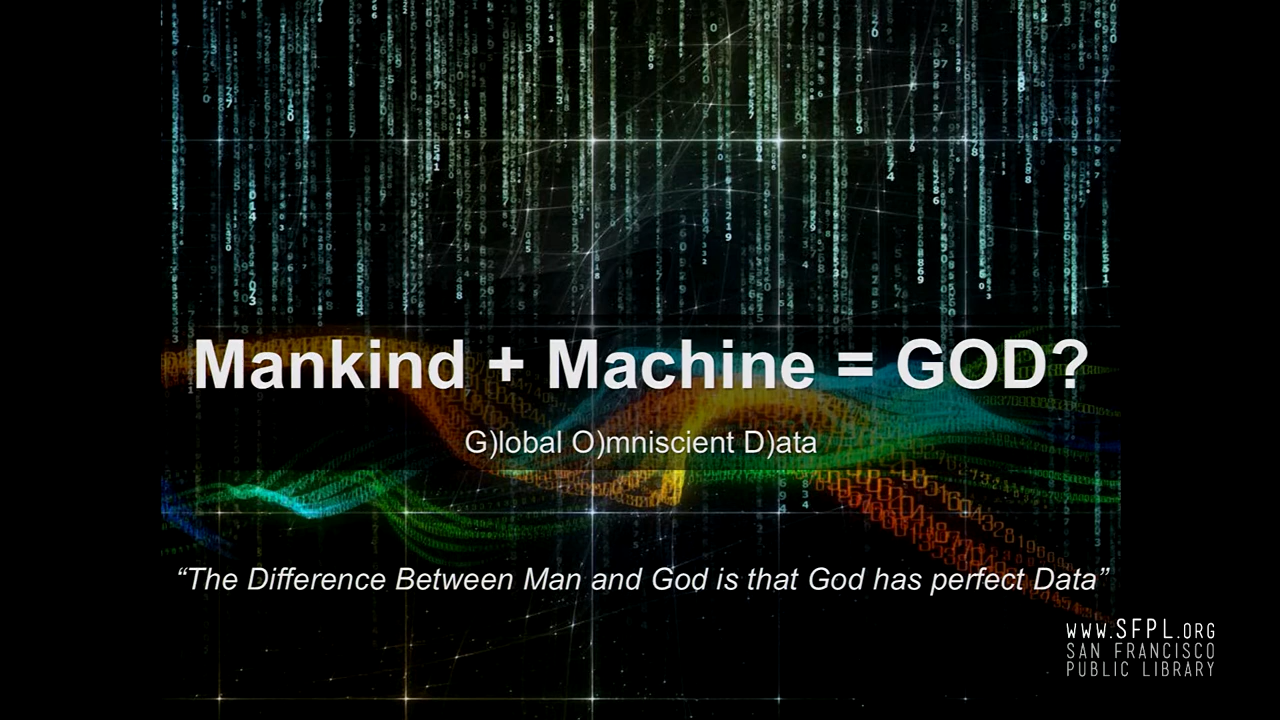 Mankind + Machine = GOD?
G)lobal O)mniscient D)ata
“The Difference Between Man and God is that God has perfect Data”
WWW.SFPL.ORG
SAN FRANCISCO
PUBLIC LIBRARY